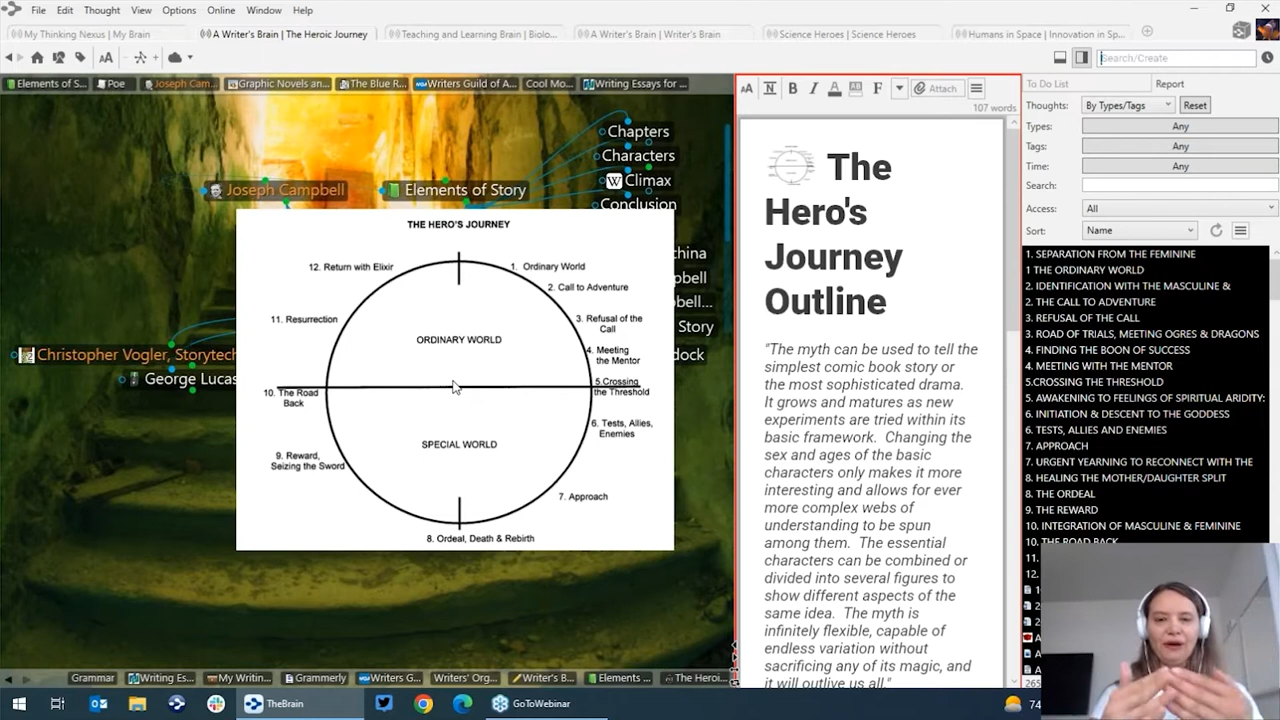 File Edit Thought View Options Online Window Help
My Thinking Nexus | My Brain
A Writer's Brain | The Heroic Journey
Teaching and Learning Brain | Biolo...
A Writer's Brain | Writer's Brain
Science Heroes | Science Heroes
Humans in Space | Innovation in Sp...
Search/Create
Elements of S...
Poe
Joseph Cam...
Graphic Novels an...
The Blue R...
Writers Guild of A...
Cool Mo...
Writing Essays for ...
Chapters
Characters
Climax
Conclusion
Joseph Campbell
Elements of Story
THE HERO'S JOURNEY
12. Return with Elixir
1. Ordinary World
2. Call to Adventure
11. Resurrection
3. Refusal of the
Call
ORDINARY WORLD
4. Meeting
the Mentor
10. The Road
Back
5.Crossing
the Threshold
6. Tests, Allies,
Enemies
SPECIAL WORLD
9. Reward,
Seizing the Sword
7. Approach
8. Ordeal, Death & Rebirth
china
pbell
bell...
Story
dock
Christopher Vogler, Storytech
George Lucas
Attach
107 words
The
Hero's
Journey
Outline
"The myth can be used to tell the
simplest comic book story or
the most sophisticated drama.
It grows and matures as new
experiments are tried within its
basic framework. Changing the
sex and ages of the basic
characters only makes it more
interesting and allows for ever
more complex webs of
understanding to be spun
among them. The essential
characters can be combined or
divided into several figures to
show different aspects of the
same idea. The myth is
infinitely flexible, capable of
endless variation without
sacrificing any of its magic, and
it will outlive us all."
To Do List
Report
Thoughts: By Types/Tags Reset
Types: Any
Tags: Any
Time: Any
Search:
Access: All
Sort: Name
1. SEPARATION FROM THE FEMININE
1 THE ORDINARY WORLD
2. IDENTIFICATION WITH THE MASCULINE &
2. THE CALL TO ADVENTURE
3. REFUSAL OF THE CALL
3. ROAD OF TRIALS, MEETING OGRES & DRAGONS
4. FINDING THE BOON OF SUCCESS
4. MEETING WITH THE MENTOR
5.CROSSING THE THRESHOLD
5. AWAKENING TO FEELINGS OF SPIRITUAL ARIDITY:
6. INITIATION & DESCENT TO THE GODDESS
6. TESTS, ALLIES AND ENEMIES
7. APPROACH
7. URGENT YEARNING TO RECONNECT WITH THE
8. HEALING THE MOTHER/DAUGHTER SPLIT
8. THE ORDEAL
9. THE REWARD
10. INTEGRATION OF MASCULINE & FEMININE
10. THE ROAD BACK
11.
12.
Grammar
Writing Es...
My Writin...
Grammarly
Writers G...
Writers' Org...
Writer's B...
Elements ...
The Heroi...
TheBrain
GoToWebinar